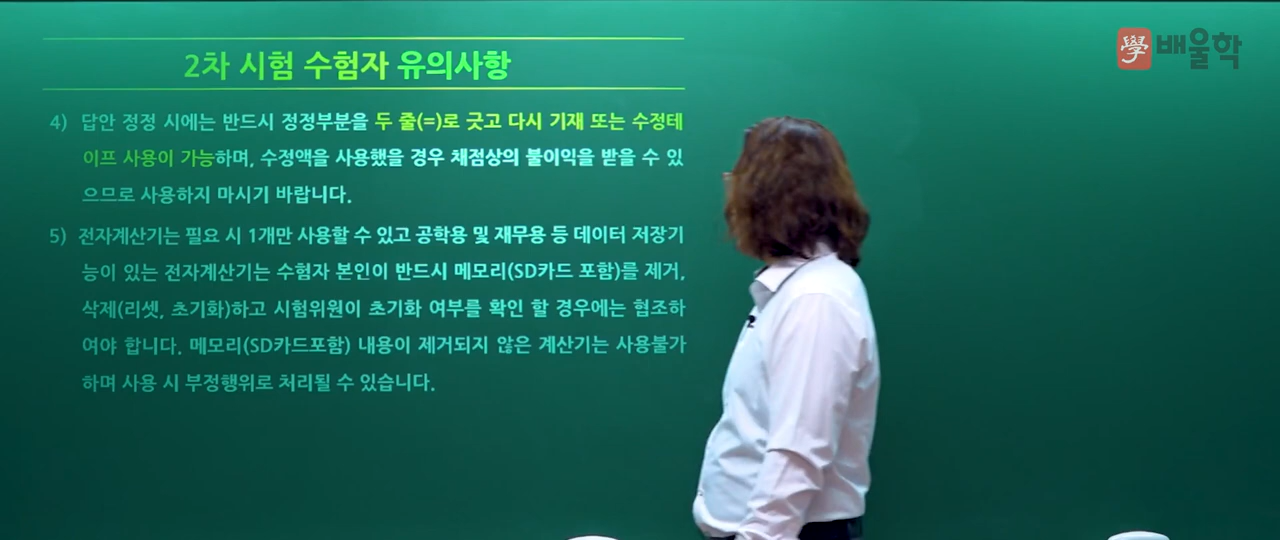 學 배울학
2차 시험 수험자 유의사항
4) 답안 정정 시에는 반드시 정정부분을 두 줄(=)로 긋고 다시 기재 또는 수정테
이프 사용이 가능하며, 수정액을 사용했을 경우 채점상의 불이익을 받을 수 있
으므로 사용하지 마시기 바랍니다.
5) 전자계산기는 필요 시 1개만 사용할 수 있고 공학용 및 재무용 등 데이터 저장기
능이 있는 전자계산기는 수험자 본인이 반드시 메모리(SD카드 포함)를 제거,
삭제(리셋, 초기화)하고 시험위원이 초기화 여부를 확인 할 경우에는 협조하
여야 합니다. 메모리(SD카드포함) 내용이 제거되지 않은 계산기는 사용불가
하며 사용 시 부정행위로 처리될 수 있습니다.